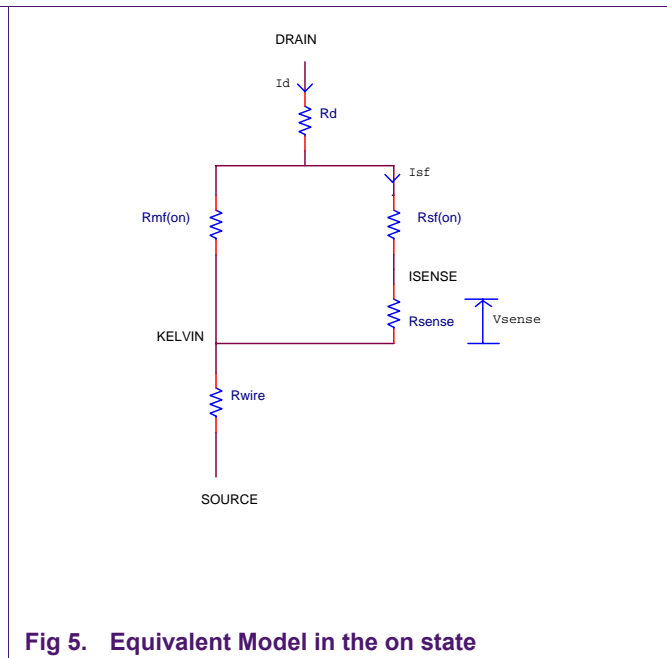 DRAIN
Id
Rd
Isf
Rmf(on)
Rsf(on)
ISENSE
Rsense
Vsense
KELVIN
Rwire
SOURCE
Fig 5. Equivalent Model in the on state